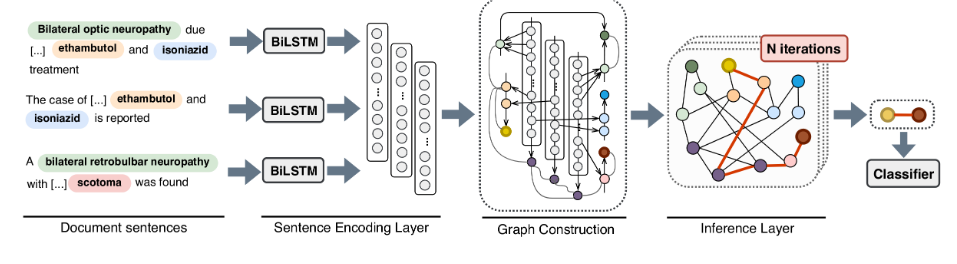 Bilateral optic neuropathy due
[...] ethambutol and isoniazid
treatment
The case of [...] ethambutol and
isoniazid is reported
A bilateral retrobulbar neuropathy
with [...] scotoma was found
BiLSTM
BiLSTM
BiLSTM
N iterations
Classifier
Document sentences
Sentence Encoding Layer
Graph Construction
Inference Layer